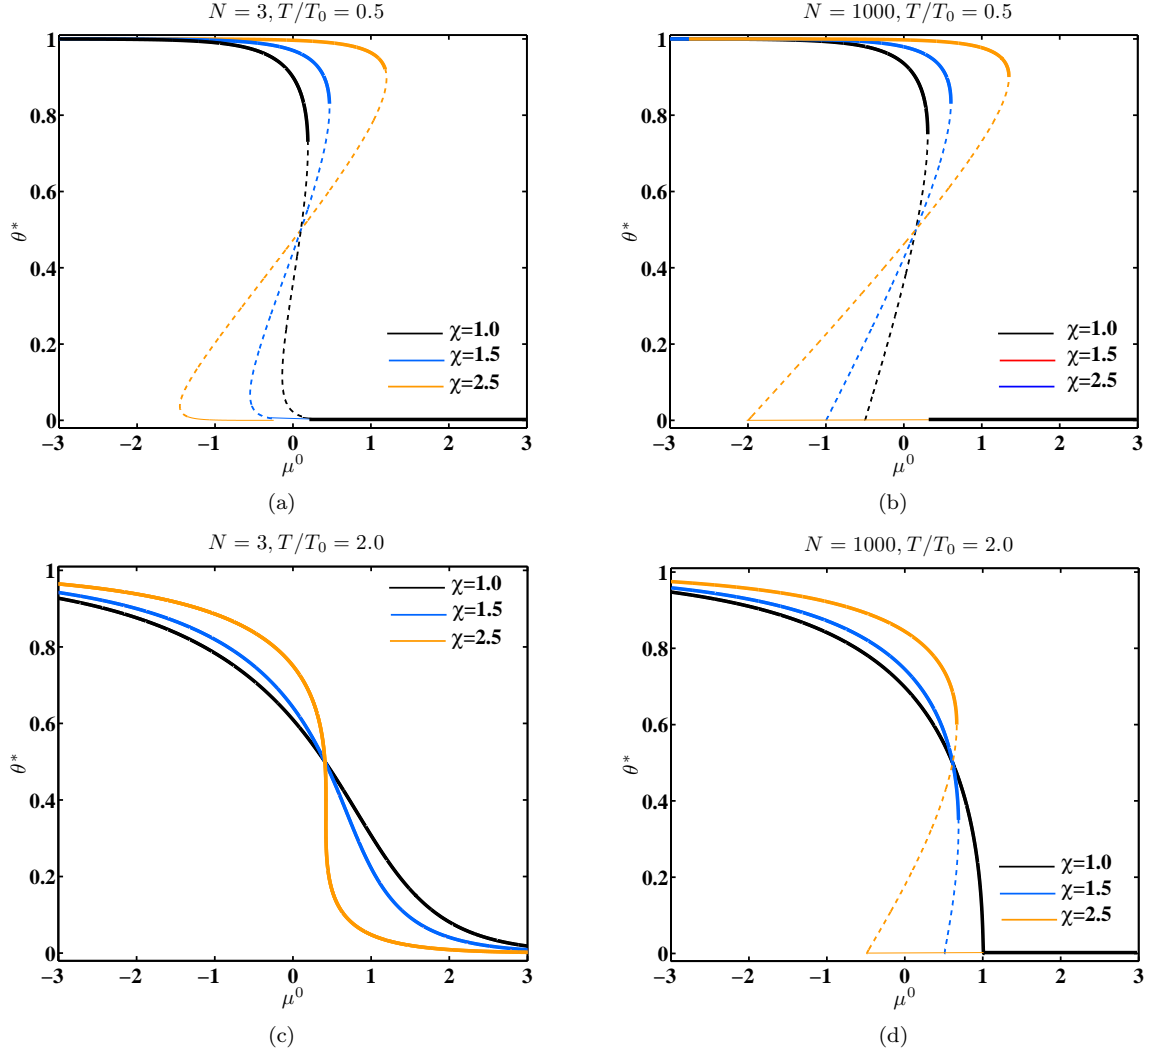 N = 3, T/T₀ = 0.5
1
0.8
0.6
θ*
0.4
0.2
0
χ=1.0
χ=1.5
χ=2.5
−3 −2 −1 0 1 2 3
μ⁰
(a)
N = 1000, T/T₀ = 0.5
1
0.8
0.6
θ*
0.4
0.2
0
χ=1.0
χ=1.5
χ=2.5
−3 −2 −1 0 1 2 3
μ⁰
(b)
N = 3, T/T₀ = 2.0
1
0.8
0.6
θ*
0.4
0.2
0
χ=1.0
χ=1.5
χ=2.5
−3 −2 −1 0 1 2 3
μ⁰
(c)
N = 1000, T/T₀ = 2.0
1
0.8
0.6
θ*
0.4
0.2
0
χ=1.0
χ=1.5
χ=2.5
−3 −2 −1 0 1 2 3
μ⁰
(d)